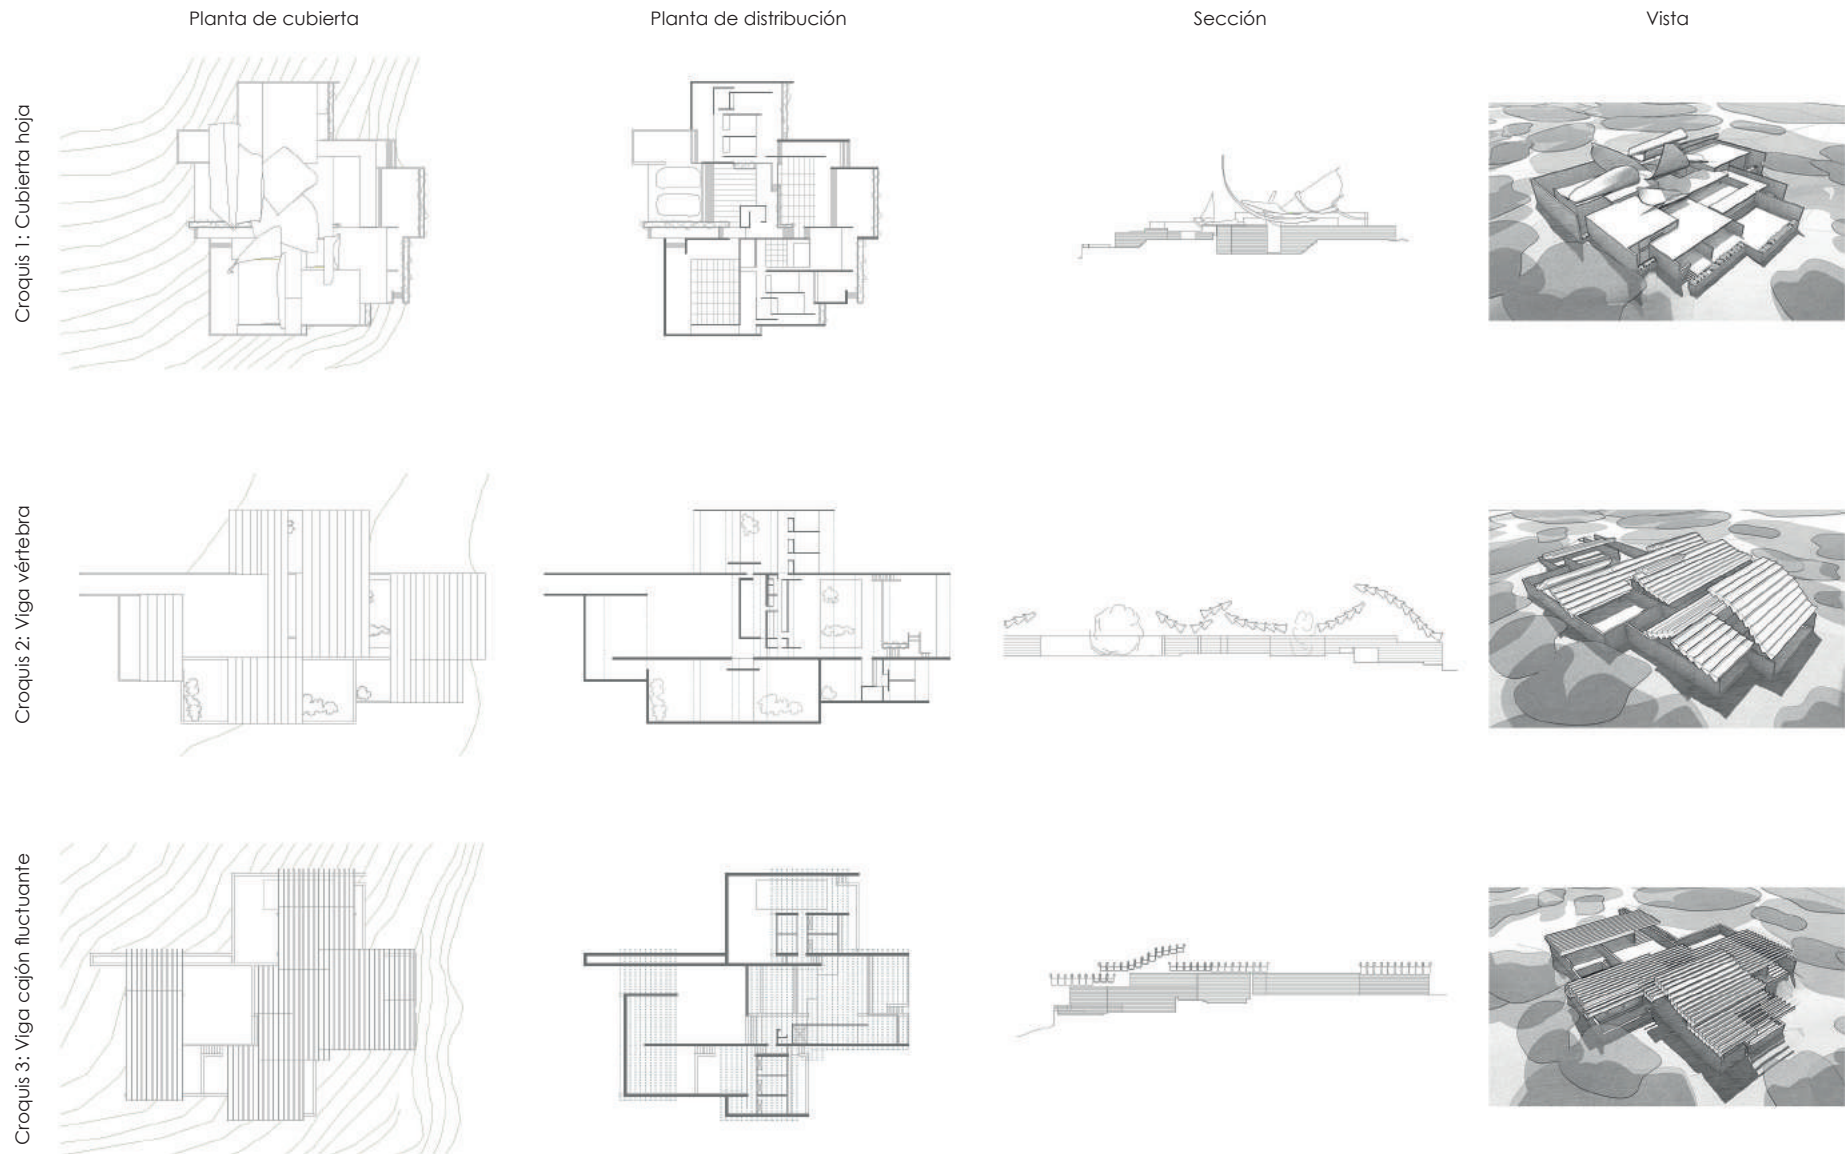 Planta de cubierta
Planta de distribución
Sección
Vista
Croquis 1: Cubierta hoja
Croquis 2: Viga vértebra
Croquis 3: Viga cajón fluctuante